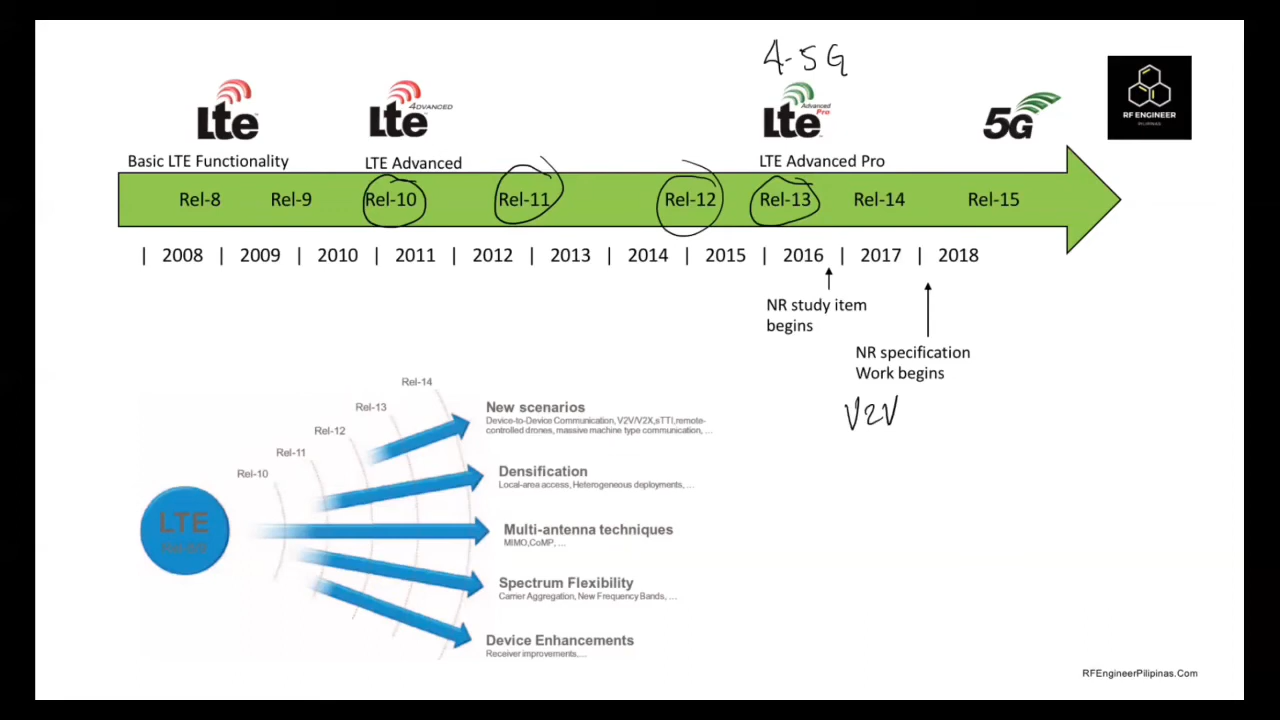 4.5G
Lte
Lte 4DVANCED
Lte Advanced Pro
5G
RF ENGINEER
PILIPINAS
Basic LTE Functionality
LTE Advanced
LTE Advanced Pro
Rel-8 Rel-9 Rel-10 Rel-11 Rel-12 Rel-13 Rel-14 Rel-15
| 2008 | 2009 | 2010 | 2011 | 2012 | 2013 | 2014 | 2015 | 2016 | 2017 | 2018
NR study item
begins
NR specification
Work begins
V2V
Rel-14
Rel-13
Rel-12
Rel-11
Rel-10
LTE
New scenarios
Device-to-Device Communication, V2V/V2X,sTTI,remote-
controlled drones, massive machine type communication, ...
Densification
Local-area access, Heterogeneous deployments, ...
Multi-antenna techniques
MIMO,CoMP, ...
Spectrum Flexibility
Carrier Aggregation, New Frequency Bands, ...
Device Enhancements
Receiver improvements,...
RFEngineerPilipinas.Com